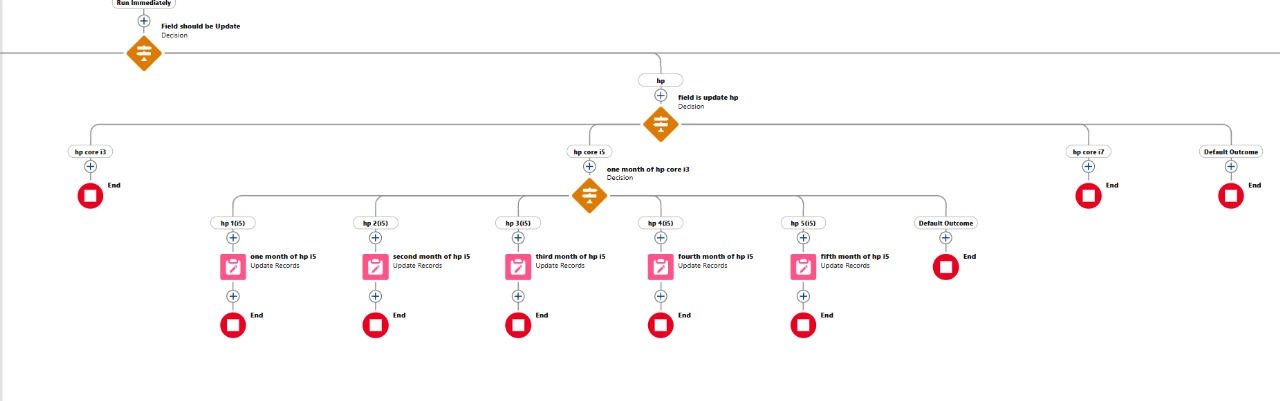 Run Immediately
Field should be Update
Decision
hp
field is update hp
Decision
hp core i3
hp core i5
hp core i7
Default Outcome
End
one month of hp core i3
Decision
End
End
hp 1(i5)
hp 2(i5)
hp 3(i5)
hp 4(i5)
hp 5(i5)
Default Outcome
one month of hp i5
Update Records
second month of hp i5
Update Records
third month of hp i5
Update Records
fourth month of hp i5
Update Records
fifth month of hp i5
Update Records
End
End
End
End
End
End